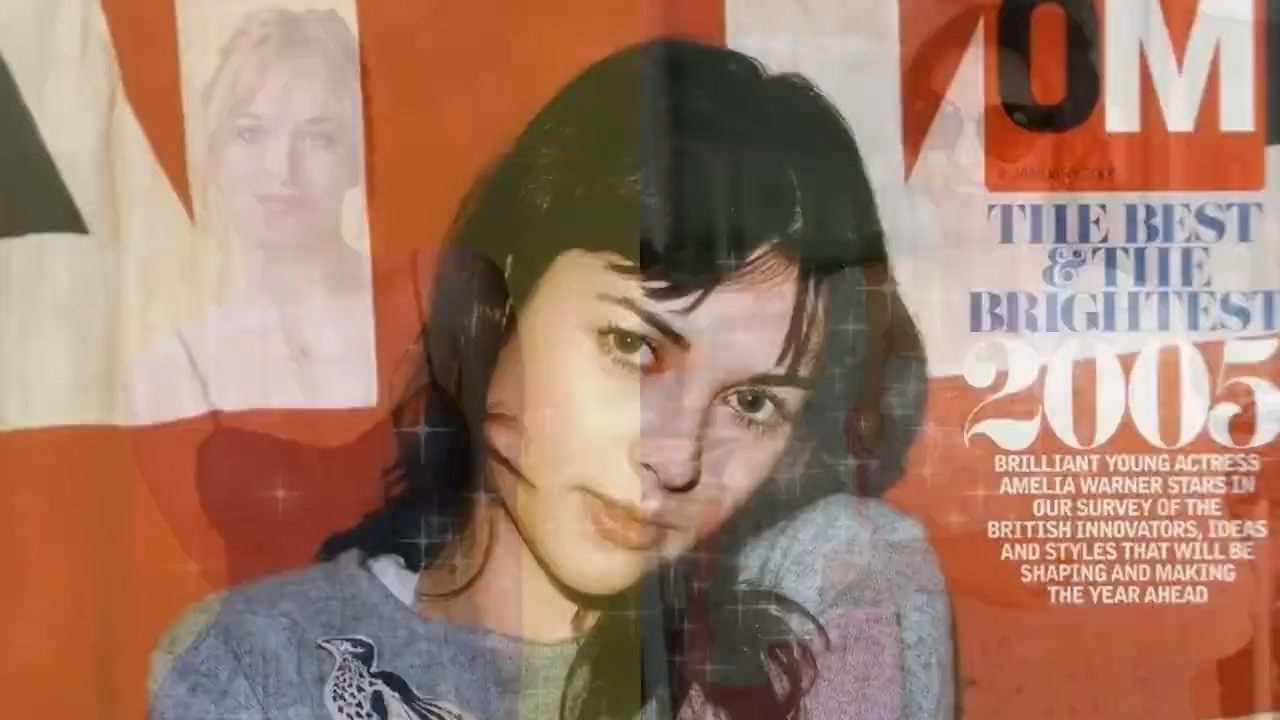 OM
THE BEST
& THE
BRIGHTEST
2005
BRILLIANT YOUNG ACTRESS
AMELIA WARNER STARS IN
OUR SURVEY OF THE
BRITISH INNOVATORS, IDEAS
AND STYLES THAT WILL BE
SHAPING AND MAKING
THE YEAR AHEAD